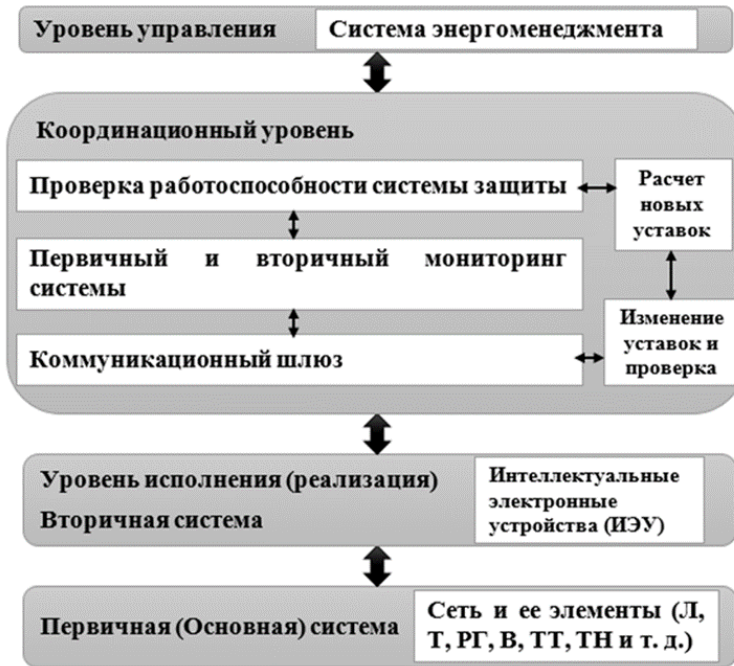 Уровень управления
Система энергоменеджмента
Координационный уровень
Проверка работоспособности системы защиты
Расчет
новых
уставок
Первичный и вторичный мониторинг
системы
Изменение
уставок и
проверка
Коммуникационный шлюз
Уровень исполнения (реализация)
Вторичная система
Интеллектуальные
электронные
устройства (ИЭУ)
Первичная (Основная) система
Сеть и ее элементы (Л,
Т, РГ, В, ТТ, ТН и т. д.)